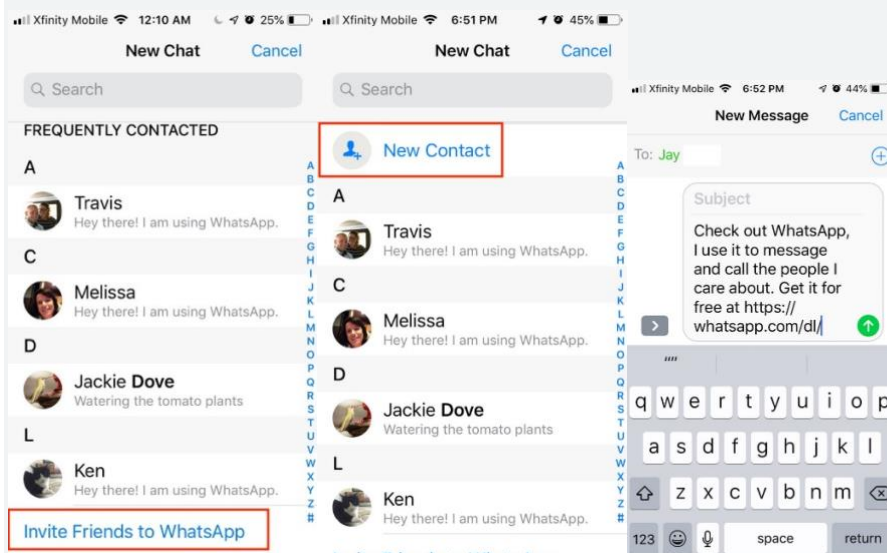 Xfinity Mobile 12:10 AM 25%
New Chat Cancel
Search
FREQUENTLY CONTACTED
A
Travis
Hey there! I am using WhatsApp.
C
Melissa
Hey there! I am using WhatsApp.
D
Jackie Dove
Watering the tomato plants
L
Ken
Hey there! I am using WhatsApp.
Invite Friends to WhatsApp
A
B
C
D
E
F
G
H
I
J
K
L
M
N
O
P
Q
R
S
T
U
V
W
X
Y
Z
#
Xfinity Mobile 6:51 PM 45%
New Chat Cancel
Search
New Contact
A
Travis
Hey there! I am using WhatsApp.
C
Melissa
Hey there! I am using WhatsApp.
D
Jackie Dove
Watering the tomato plants
L
Ken
Hey there! I am using WhatsApp.
A
B
C
D
E
F
G
H
I
J
K
L
M
N
O
P
Q
R
S
T
U
V
W
X
Y
Z
#
Xfinity Mobile 6:52 PM 44%
New Message Cancel
To: Jay
Subject
Check out WhatsApp,
I use it to message
and call the people I
care about. Get it for
free at https://
whatsapp.com/dl/
""
q w e r t y u i o p
a s d f g h j k l
z x c v b n m
123 space return